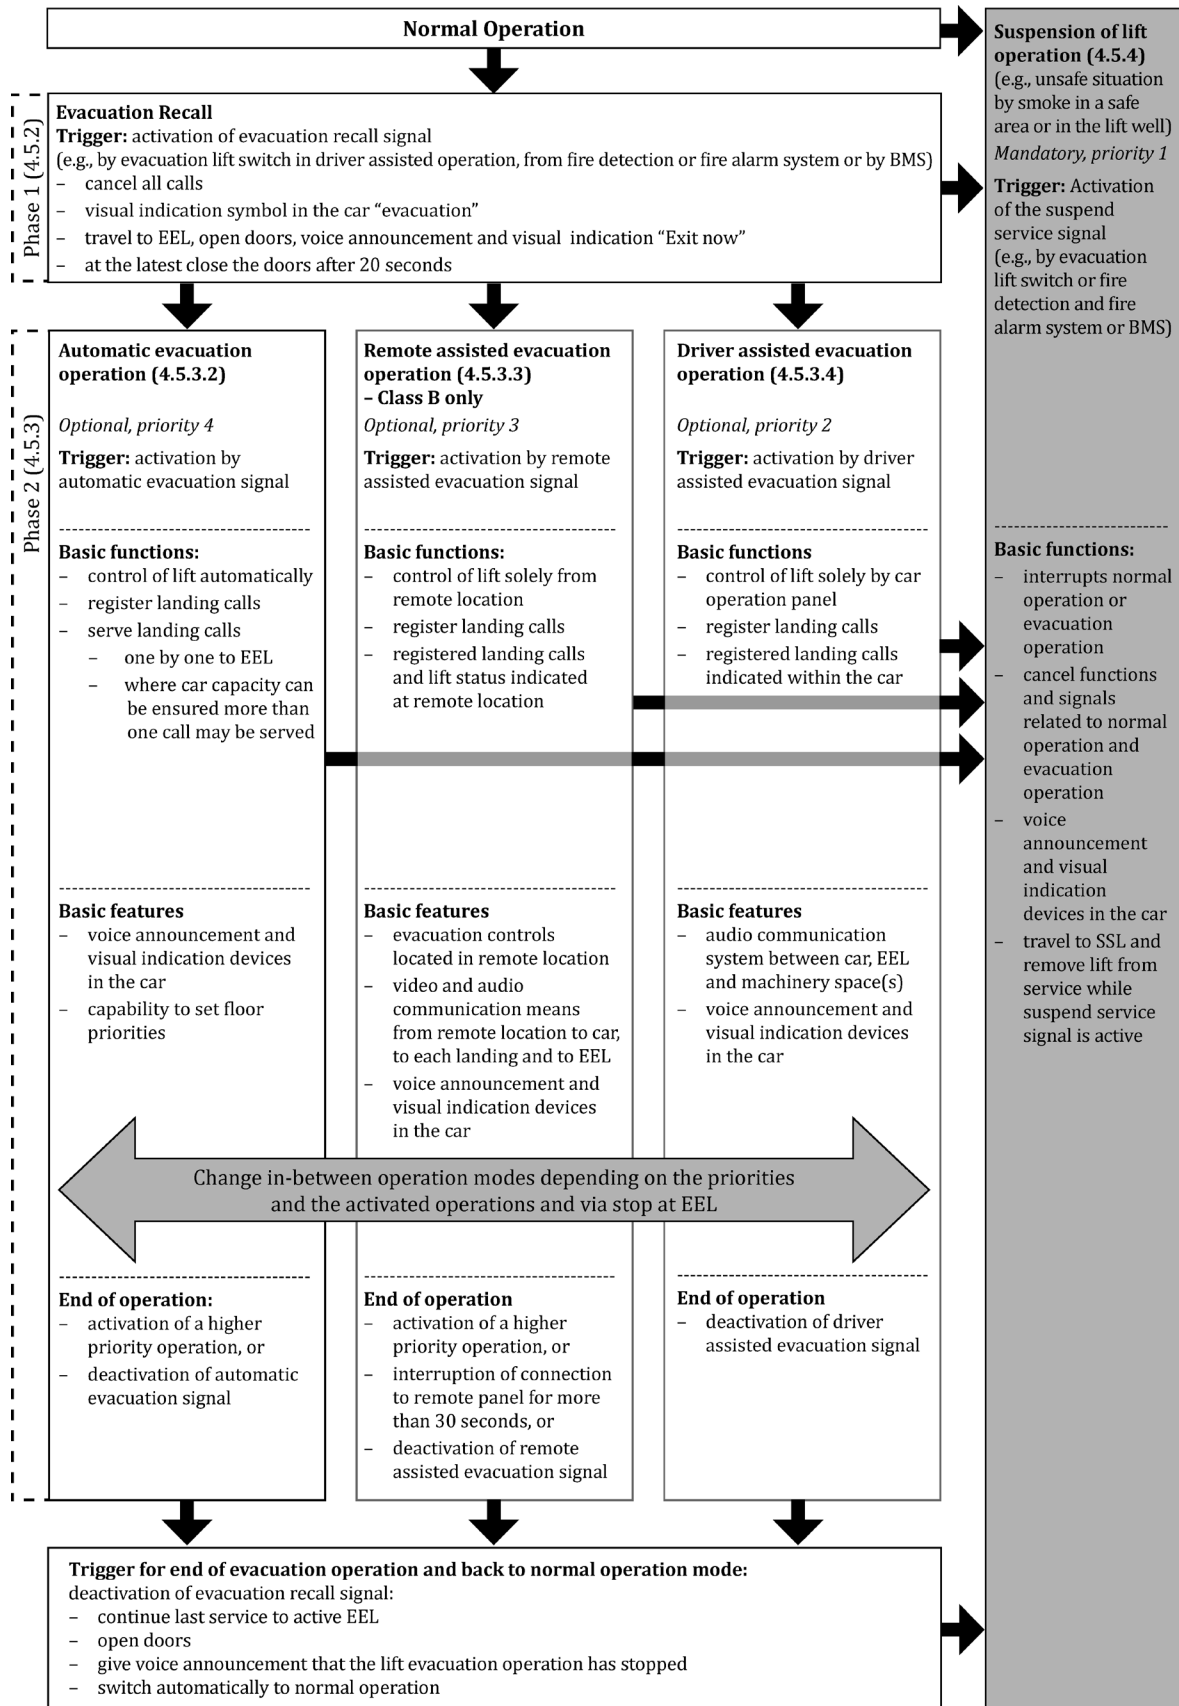 Normal Operation
Phase 1 (4.5.2)
Evacuation Recall
Trigger: activation of evacuation recall signal
(e.g., by evacuation lift switch in driver assisted operation, from fire detection or fire alarm system or by BMS)
– cancel all calls
– visual indication symbol in the car “evacuation”
– travel to EEL, open doors, voice announcement and visual indication “Exit now”
– at the latest close the doors after 20 seconds
Phase 2 (4.5.3)
Automatic evacuation
operation (4.5.3.2)
Optional, priority 4
Trigger: activation by
automatic evacuation signal
Basic functions:
– control of lift automatically
– register landing calls
– serve landing calls
– one by one to EEL
– where car capacity can
be ensured more than
one call may be served
Basic features
– voice announcement and
visual indication devices
in the car
– capability to set floor
priorities
Remote assisted evacuation
operation (4.5.3.3)
– Class B only
Optional, priority 3
Trigger: activation by remote
assisted evacuation signal
Basic functions:
– control of lift solely from
remote location
– register landing calls
– registered landing calls
and lift status indicated
at remote location
Basic features
– evacuation controls
located in remote location
– video and audio
communication means
from remote location to car,
to each landing and to EEL
– voice announcement and
visual indication devices
in the car
Driver assisted evacuation
operation (4.5.3.4)
Optional, priority 2
Trigger: activation by driver
assisted evacuation signal
Basic functions
– control of lift solely by car
operation panel
– register landing calls
– registered landing calls
indicated within the car
Basic features
– audio communication
system between car, EEL
and machinery space(s)
– voice announcement and
visual indication devices
in the car
Change in-between operation modes depending on the priorities
and the activated operations and via stop at EEL
End of operation:
– activation of a higher
priority operation, or
– deactivation of automatic
evacuation signal
End of operation
– activation of a higher
priority operation, or
– interruption of connection
to remote panel for more
than 30 seconds, or
– deactivation of remote
assisted evacuation signal
End of operation
– deactivation of driver
assisted evacuation signal
Trigger for end of evacuation operation and back to normal operation mode:
deactivation of evacuation recall signal:
– continue last service to active EEL
– open doors
– give voice announcement that the lift evacuation operation has stopped
– switch automatically to normal operation
Suspension of lift
operation (4.5.4)
(e.g., unsafe situation
by smoke in a safe
area or in the lift well)
Mandatory, priority 1
Trigger: Activation
of the suspend
service signal
(e.g., by evacuation
lift switch or fire
detection and fire
alarm system or BMS)
Basic functions:
– interrupts normal
operation or
evacuation
operation
– cancel functions
and signals
related to normal
operation and
evacuation
operation
– voice
announcement
and visual
indication
devices in the car
– travel to SSL and
remove lift from
service while
suspend service
signal is active